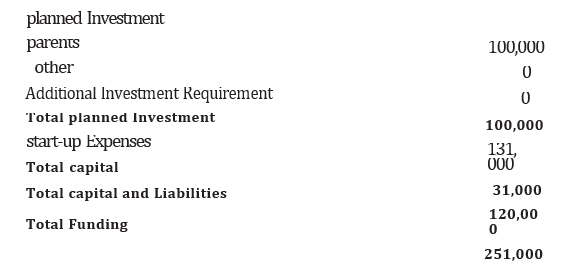 planned Investment
parents 100,000
other 0
Additional Investment Requirement 0
Total planned Investment 100,000
start-up Expenses 131,
000
Total capital
Total capital and Liabilities 31,000
Total Funding 120,00
0
251,000